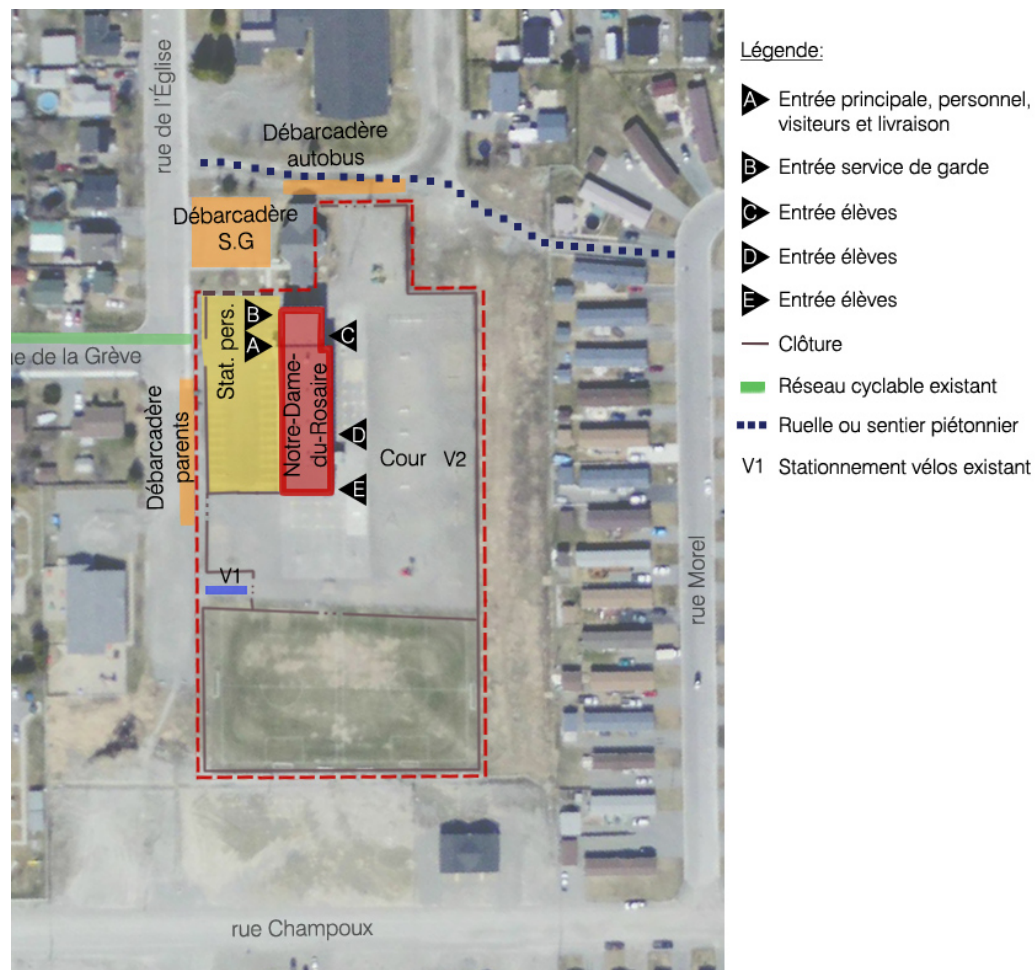 rue de l'Église
Débarcadère
autobus
Débarcadère
S.G
Stat. pers.
B
A
C
D
E
Notre-Dame-
du-Rosaire
e de la Grève
Débarcadère
parents
Cour V2
V1
rue Morel
rue Champoux
Légende:
A Entrée principale, personnel,
visiteurs et livraison
B Entrée service de garde
C Entrée élèves
D Entrée élèves
E Entrée élèves
Clôture
Réseau cyclable existant
Ruelle ou sentier piétonnier
V1 Stationnement vélos existant